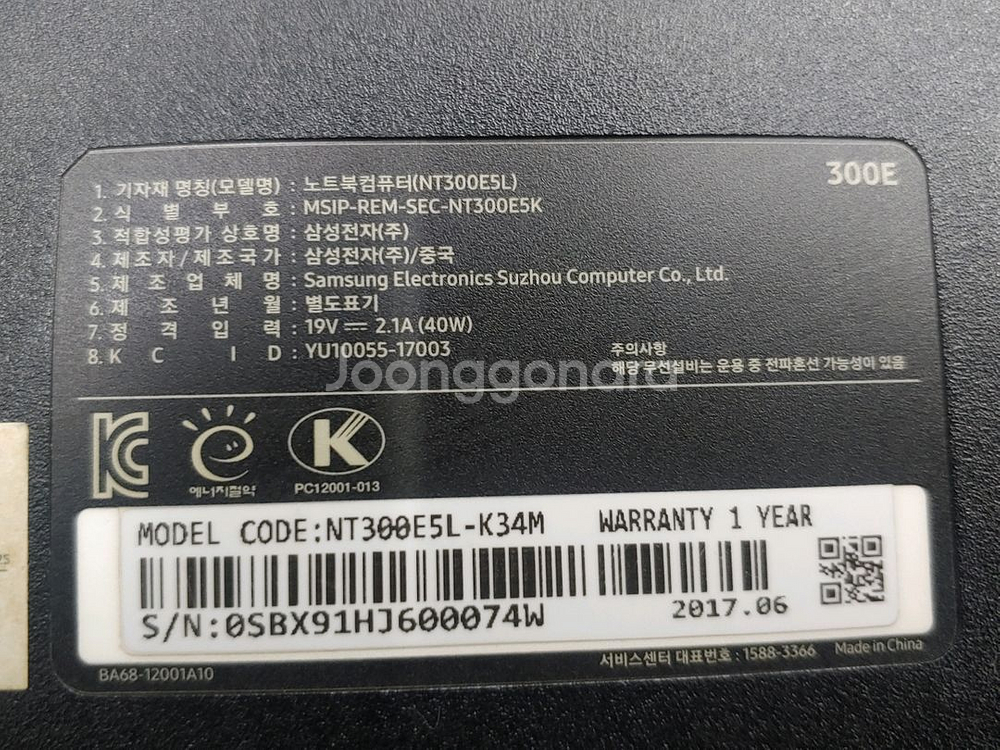 300E
1. 기자재 명칭(모델명) : 노트북컴퓨터(NT300E5L)
2. 식 별 부 호 : MSIP-REM-SEC-NT300E5K
3. 적합성평가 상호명 : 삼성전자(주)
4. 제조자/제조국가 : 삼성전자(주)/중국
5. 제 조 업 체 명 : Samsung Electronics Suzhou Computer Co., Ltd.
6. 제 조 년 월 : 별도표기
7. 정 격 입 력 : 19V ⎓ 2.1A (40W)
8. K C I D : YU10055-17003
주의사항
해당 무선설비는 운용 중 전파혼선 가능성이 있음
Joonggonara
에너지절약
PC12001-013
MODEL CODE:NT300E5L-K34M WARRANTY 1 YEAR
S/N:0SBX91HJ600074W
2017.06
BA68-12001A10
서비스센터 대표번호 : 1588-3366 Made in China